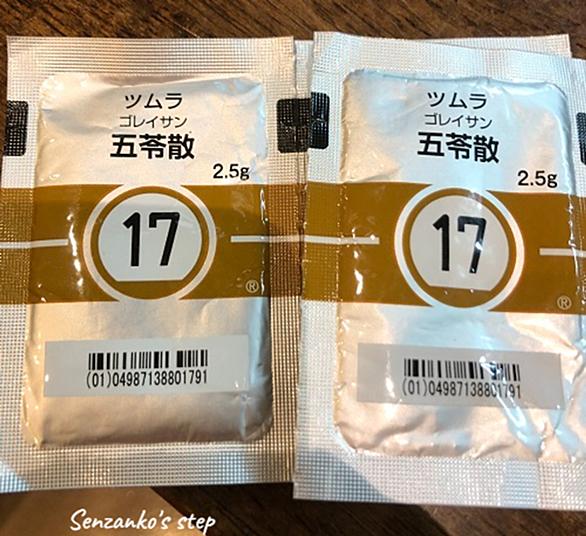 ツムラ
ゴレイサン
五苓散
2.5g
17
®
(01)04987138801791
ツムラ
ゴレイサン
五苓散
2.5g
17
®
(01)04987138801791
Senzanko's step